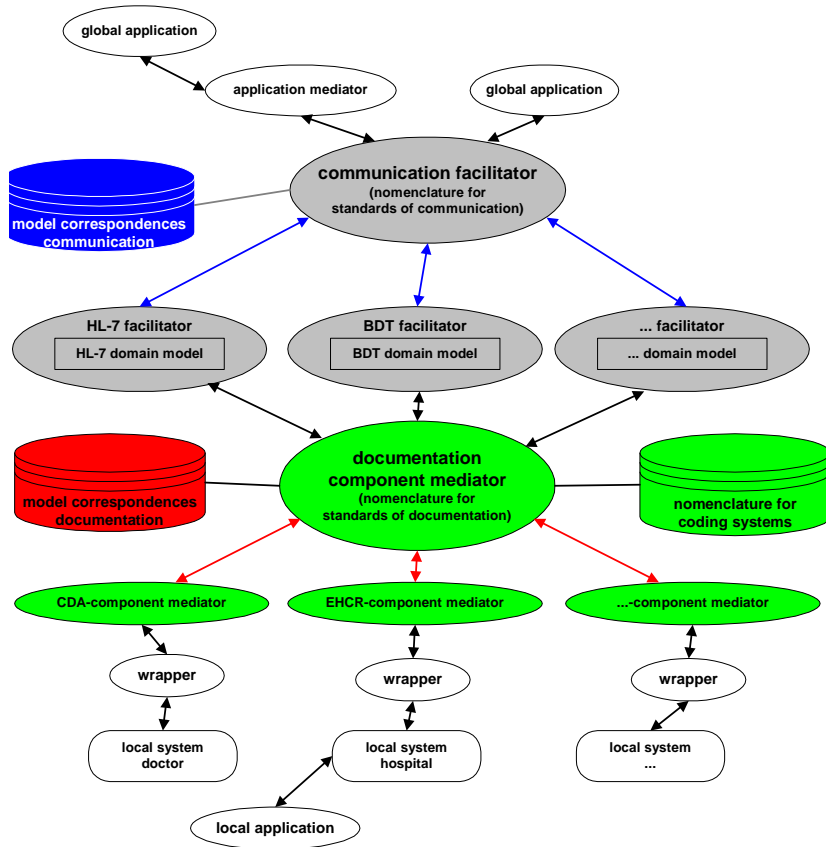 global application
application mediator
global application
communication facilitator
(nomenclature for
standards of communication)
model correspondences
communication
HL-7 facilitator
HL-7 domain model
BDT facilitator
BDT domain model
... facilitator
... domain model
documentation
component mediator
(nomenclature for
standards of documentation)
model correspondences
documentation
nomenclature for
coding systems
CDA-component mediator
EHCR-component mediator
...-component mediator
wrapper
wrapper
wrapper
local system
doctor
local system
hospital
local system
...
local application